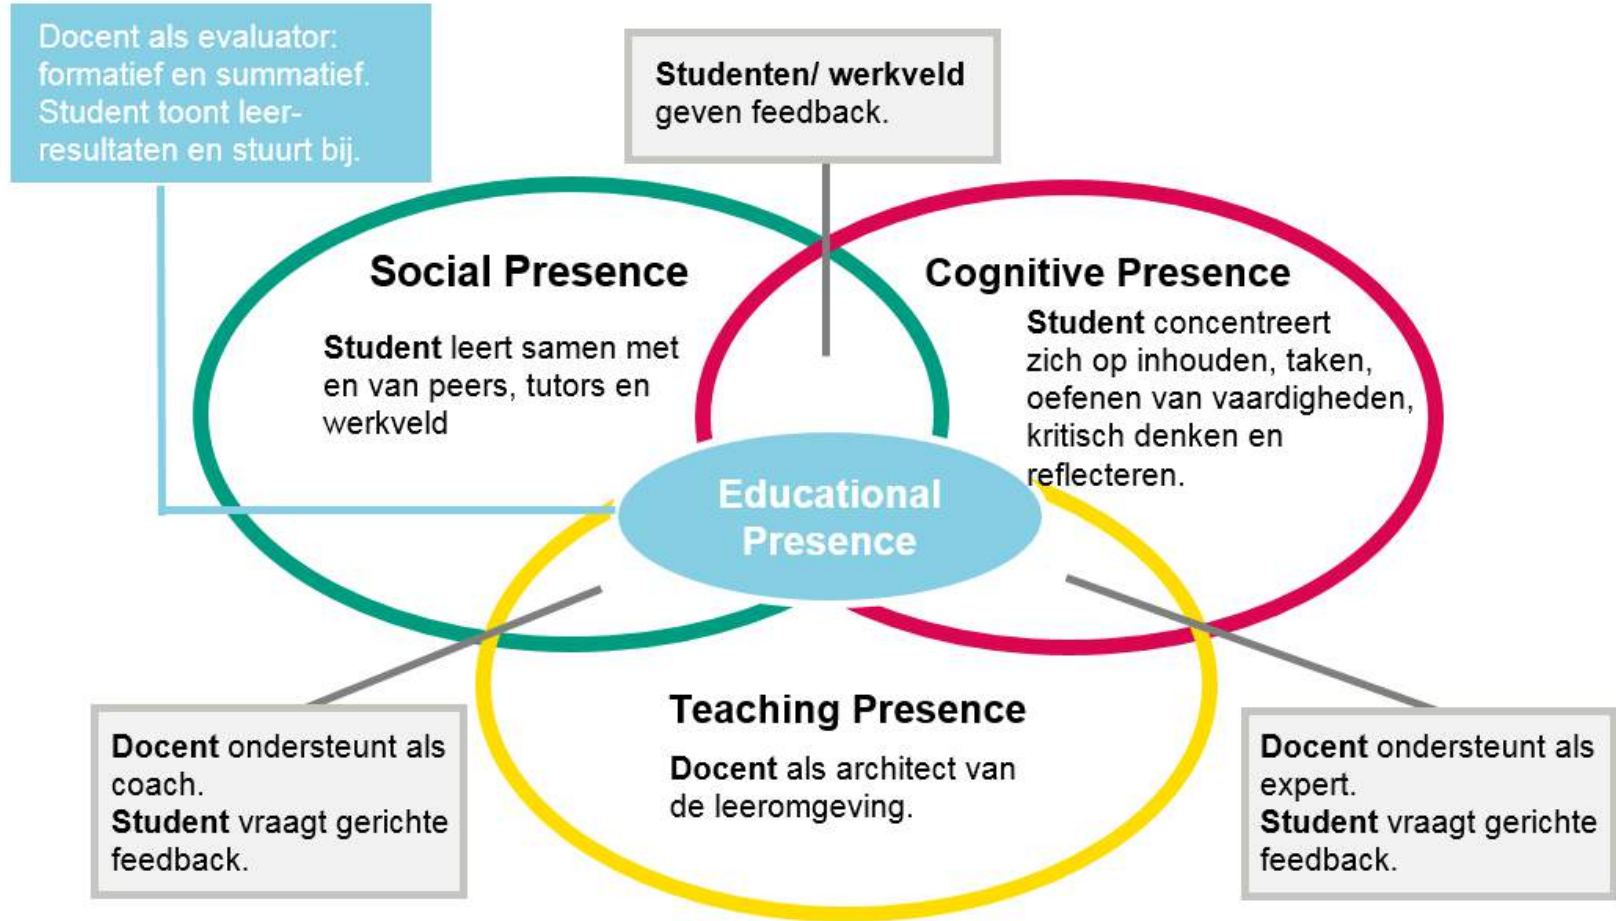 Docent als evaluator:
formatief en summatief.
Student toont leer-
resultaten en stuurt bij.
Studenten/ werkveld
geven feedback.
Social Presence
Student leert samen met
en van peers, tutors en
werkveld
Cognitive Presence
Student concentreert
zich op inhouden, taken,
oefenen van vaardigheden,
kritisch denken en
reflecteren.
Educational
Presence
Teaching Presence
Docent als architect van
de leeromgeving.
Docent ondersteunt als
coach.
Student vraagt gerichte
feedback.
Docent ondersteunt als
expert.
Student vraagt gerichte
feedback.